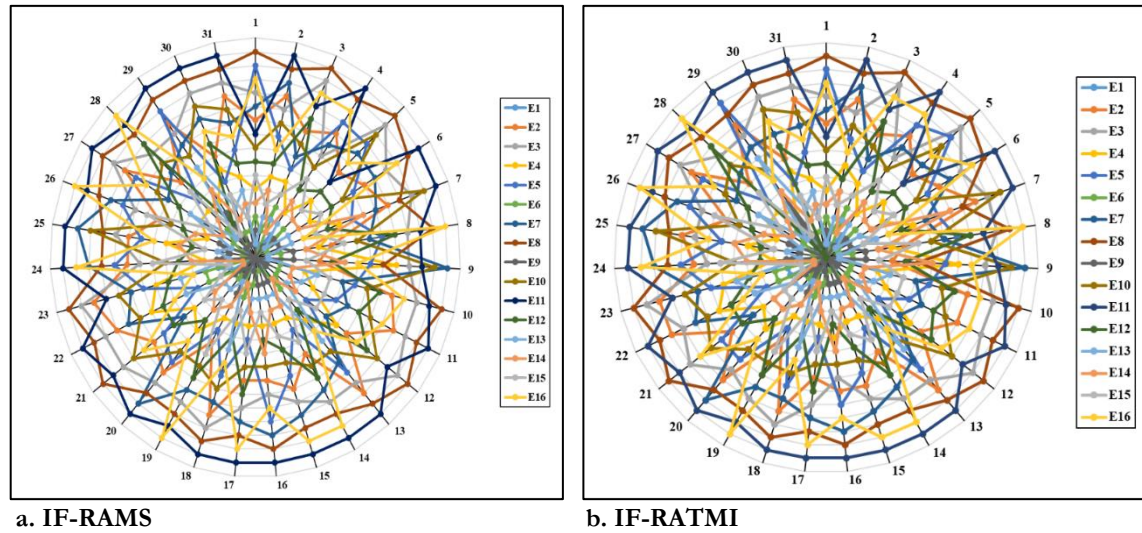 1
2
3
4
5
6
7
8
9
10
11
12
13
14
15
16
17
18
19
20
21
22
23
24
25
26
27
28
29
30
31
E1
E2
E3
E4
E5
E6
E7
E8
E9
E10
E11
E12
E13
E14
E15
E16
a. IF-RAMS
1
2
3
4
5
6
7
8
9
10
11
12
13
14
15
16
17
18
19
20
21
22
23
24
25
26
27
28
29
30
31
E1
E2
E3
E4
E5
E6
E7
E8
E9
E10
E11
E12
E13
E14
E15
E16
b. IF-RATMI